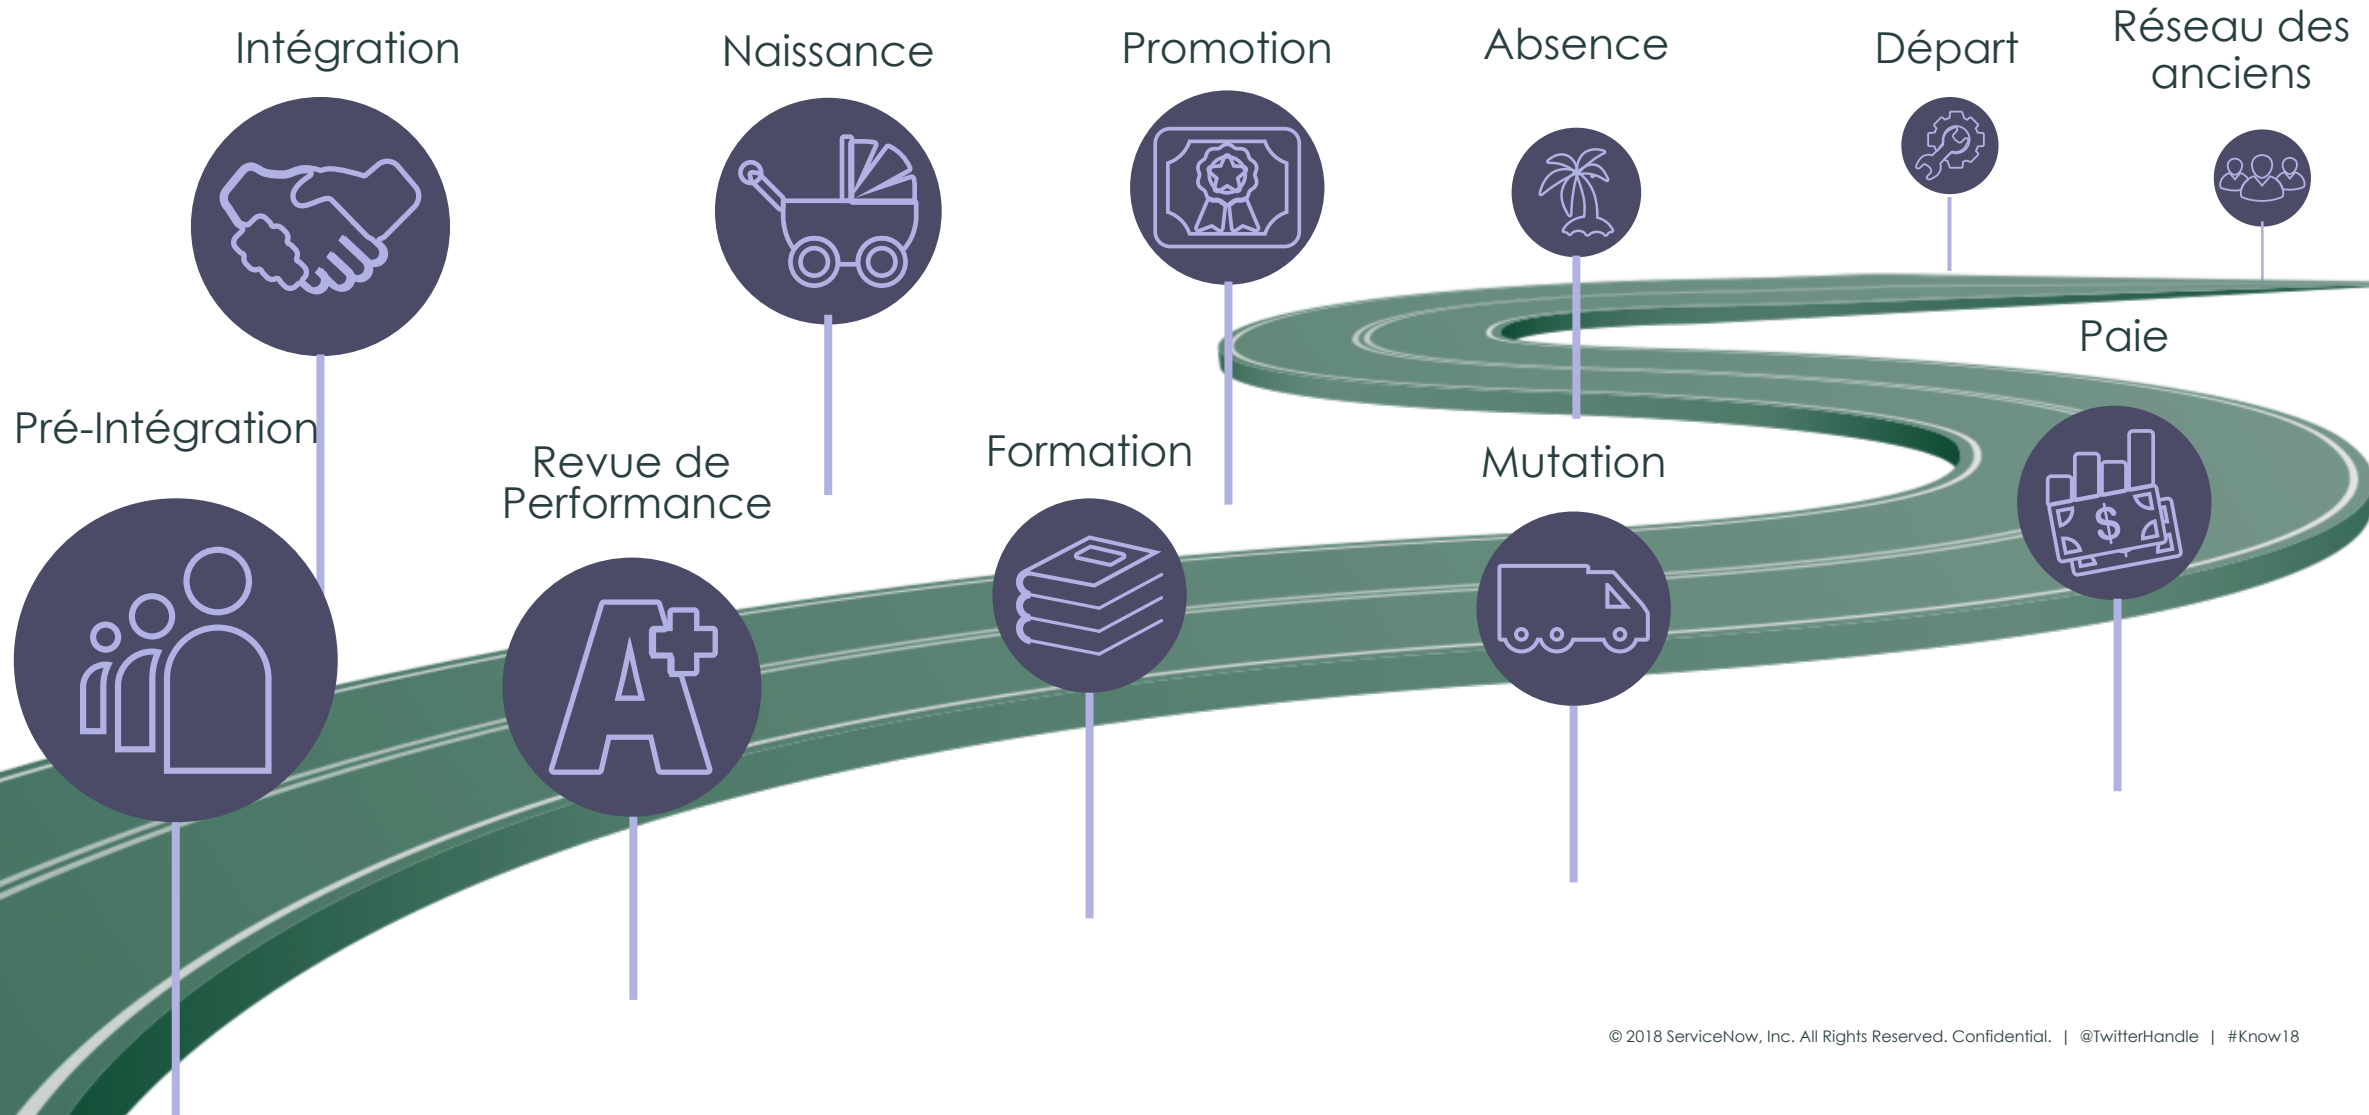 Intégration
Naissance
Promotion
Absence
Départ
Réseau des
anciens
Paie
Pré-Intégration
Revue de
Performance
Formation
Mutation
$
A+
© 2018 ServiceNow, Inc. All Rights Reserved. Confidential. | @TwitterHandle | #Know18